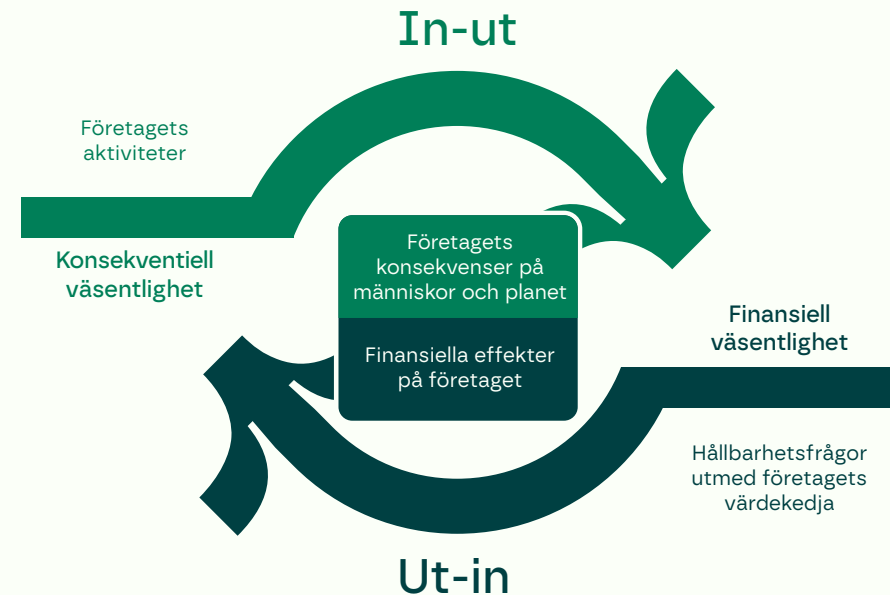 In-ut
Företagets
aktiviteter
Konsekventiell
väsentlighet
Företagets
konsekvenser på
människor och planet
Finansiella effekter
på företaget
Finansiell
väsentlighet
Hållbarhetsfrågor
utmed företagets
värdekedja
Ut-in